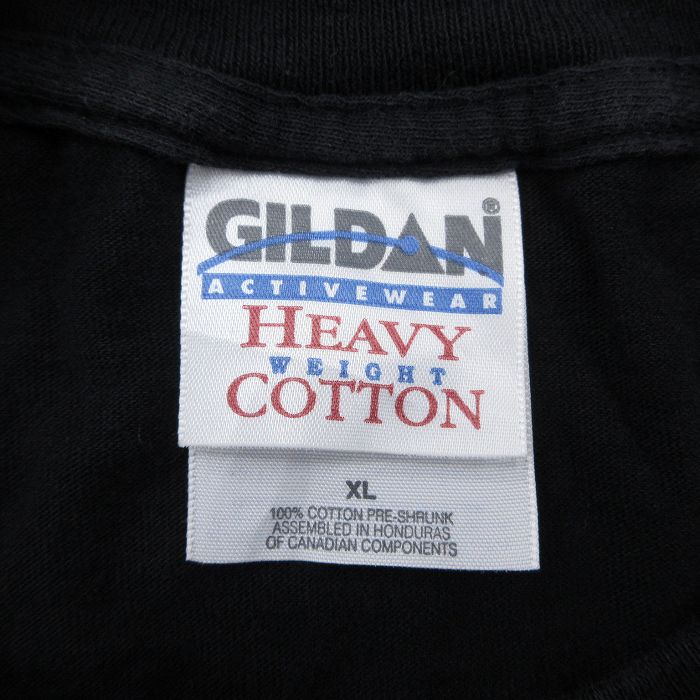 GILDAN®
ACTIVEWEAR
HEAVY
WEIGHT
COTTON
XL
100% COTTON PRE-SHRUNK
ASSEMBLED IN HONDURAS
OF CANADIAN COMPONENTS